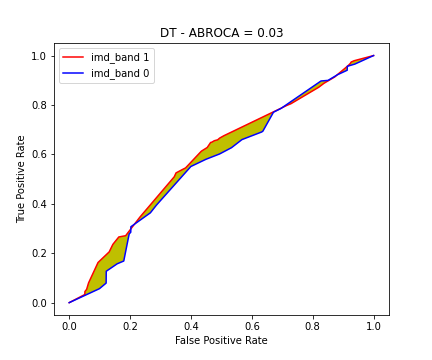 DT - ABROCA = 0.03
imd_band 1
imd_band 0
True Positive Rate
1.0
0.8
0.6
0.4
0.2
0.0
0.0 0.2 0.4 0.6 0.8 1.0
False Positive Rate